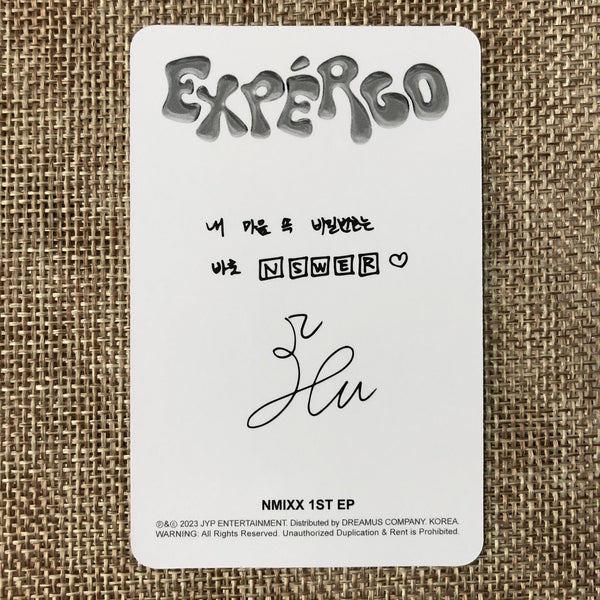 EXPÉRGO
내 마음 쏙 비밀번호는
바로 NSWER ♡
NMIXX 1ST EP
℗&© 2023 JYP ENTERTAINMENT. Distributed by DREAMUS COMPANY. KOREA.
WARNING: All Rights Reserved. Unauthorized Duplication & Rent is Prohibited.